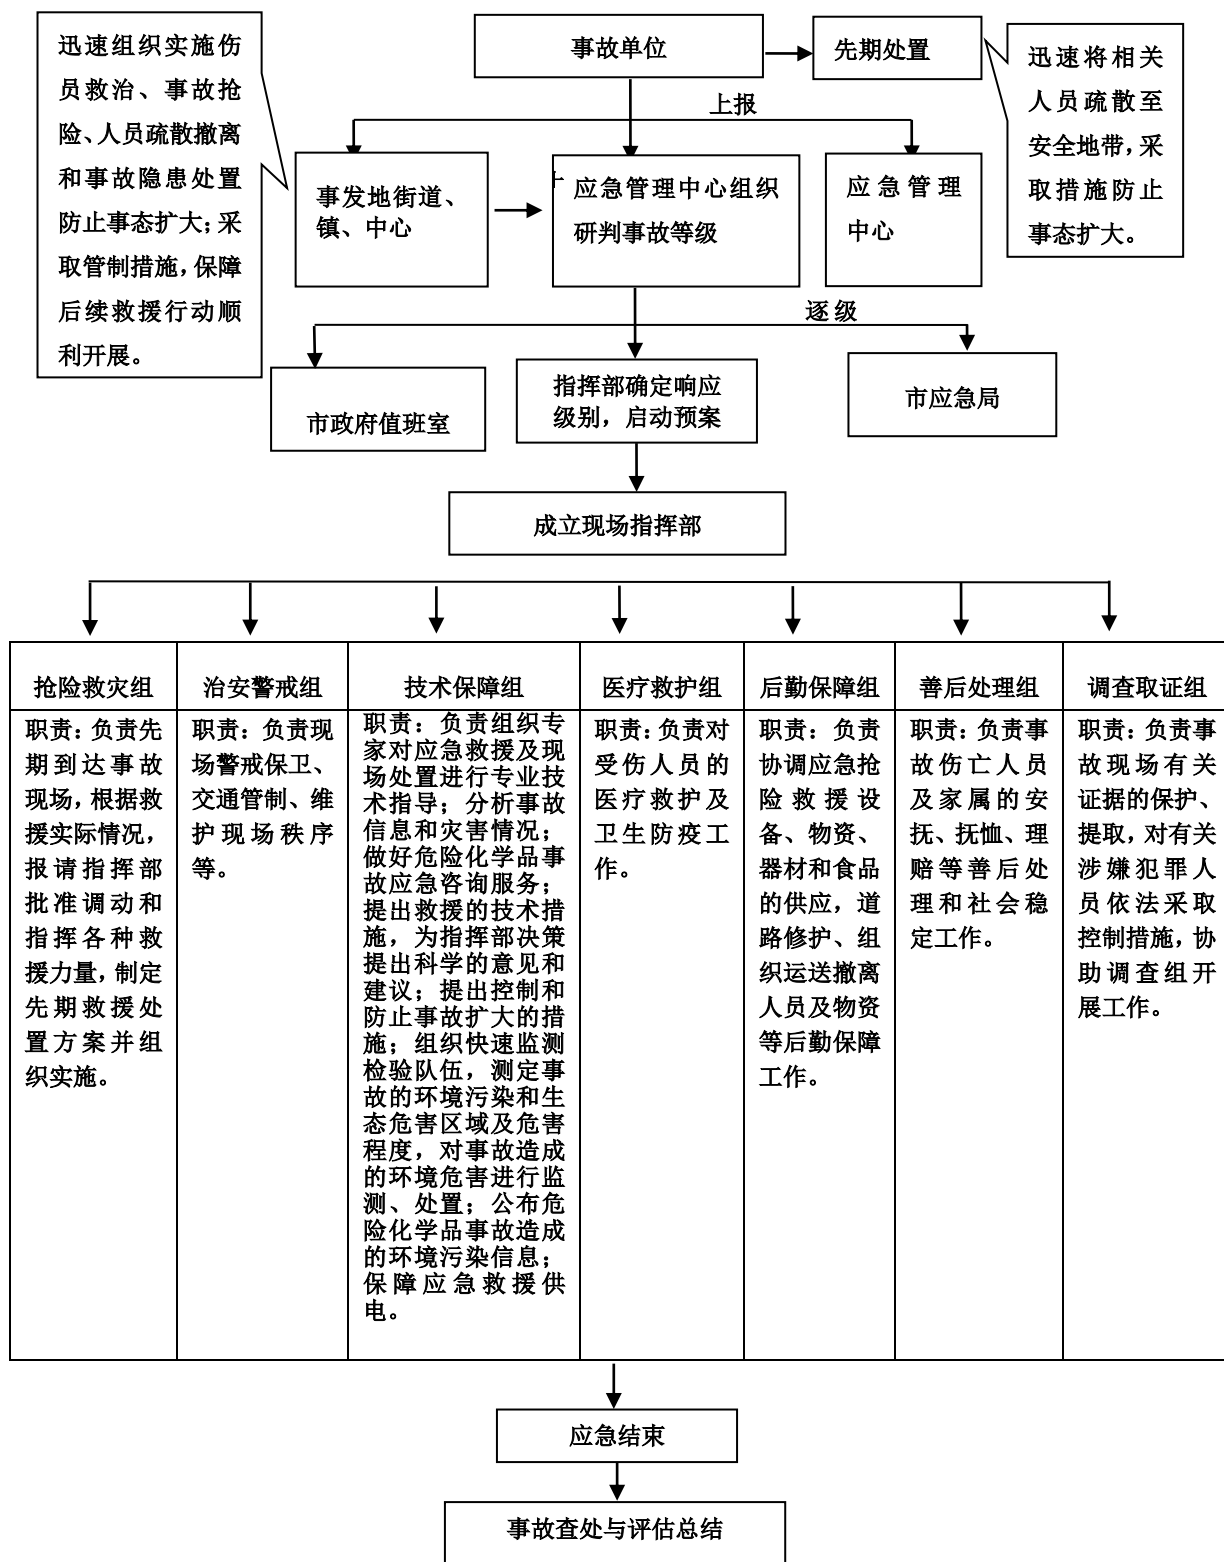 迅速组织实施伤
员救治、事故抢
险、人员疏散撤离
和事故隐患处置
防止事态扩大；采
取管制措施，保障
后续救援行动顺
利开展。
事故单位
先期处置
迅速将相关
人员疏散至
安全地带，采
取措施防止
事态扩大。
上报
事发地街道、
镇、中心
应急管理中心组织
研判事故等级
应急管理
中心
逐级
市政府值班室
指挥部确定响应
级别，启动预案
市应急局
成立现场指挥部
抢险救灾组
职责：负责先
期到达事故
现场，根据救
援实际情况，
报请指挥部
批准调动和
指挥各种救
援力量，制定
先期救援处
置方案并组
织实施。
治安警戒组
职责：负责现
场警戒保卫、
交通管制、维
护现场秩序
等。
技术保障组
职责：负责组织专
家对应急救援及现
场处置进行专业技
术指导；分析事故
信息和灾害情况；
做好危险化学品事
故应急咨询服务；
提出救援的技术措
施，为指挥部决策
提出科学的意见和
建议；提出控制和
防止事故扩大的措
施；组织快速监测
检验队伍，测定事
故的环境污染和生
态危害区域及危害
程度，对事故造成
的环境危害进行监
测、处置；公布危
险化学品事故造成
的环境污染信息；
保障应急救援供
电。
医疗救护组
职责：负责对
受伤人员的
医疗救护及
卫生防疫工
作。
后勤保障组
职责：负责
协调应急抢
险救援设
备、物资、
器材和食品
的供应，道
路修护、组
织运送撤离
人员及物资
等后勤保障
工作。
善后处理组
职责：负责事
故伤亡人员
及家属的安
抚、抚恤、理
赔等善后处
理和社会稳
定工作。
调查取证组
职责：负责事
故现场有关
证据的保护、
提取，对有关
涉嫌犯罪人
员依法采取
控制措施，协
助调查组开
展工作。
应急结束
事故查处与评估总结